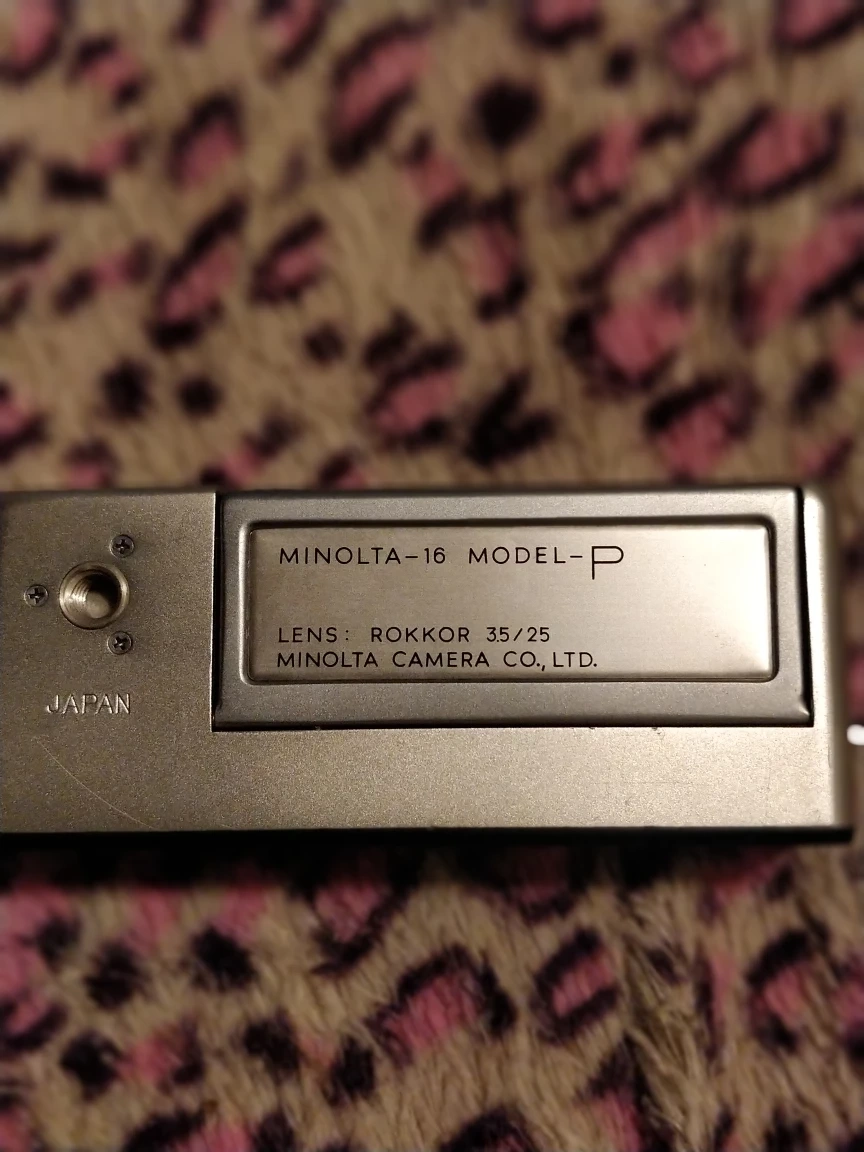 MINOLTA-16 MODEL-P
LENS: ROKKOR 3.5/25
MINOLTA CAMERA CO., LTD.
JAPAN